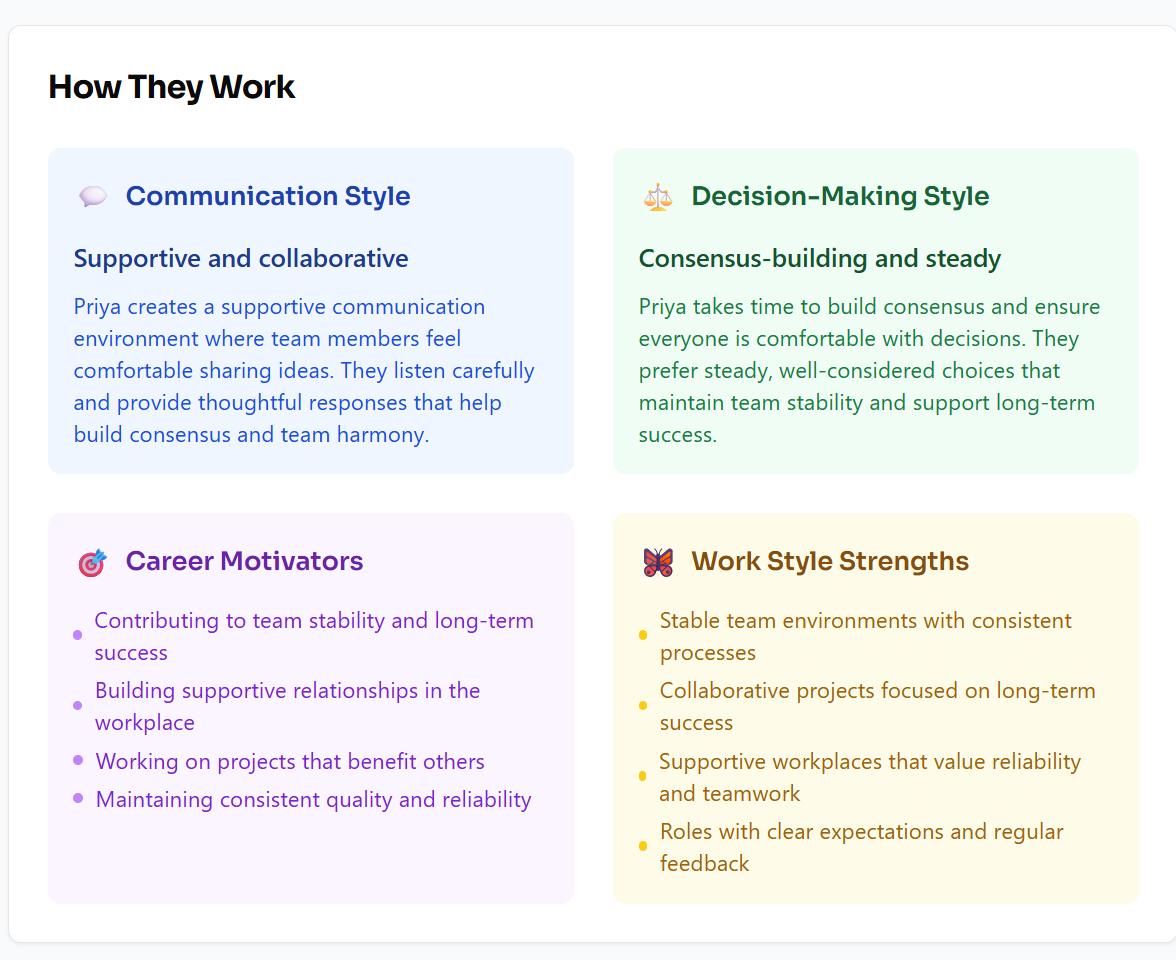 How They Work
Communication Style
Supportive and collaborative
Priya creates a supportive communication
environment where team members feel
comfortable sharing ideas. They listen carefully
and provide thoughtful responses that help
build consensus and team harmony.
Decision-Making Style
Consensus-building and steady
Priya takes time to build consensus and ensure
everyone is comfortable with decisions. They
prefer steady, well-considered choices that
maintain team stability and support long-term
success.
Career Motivators
Contributing to team stability and long-term
success
Building supportive relationships in the
workplace
Working on projects that benefit others
Maintaining consistent quality and reliability
Work Style Strengths
Stable team environments with consistent
processes
Collaborative projects focused on long-term
success
Supportive workplaces that value reliability
and teamwork
Roles with clear expectations and regular
feedback